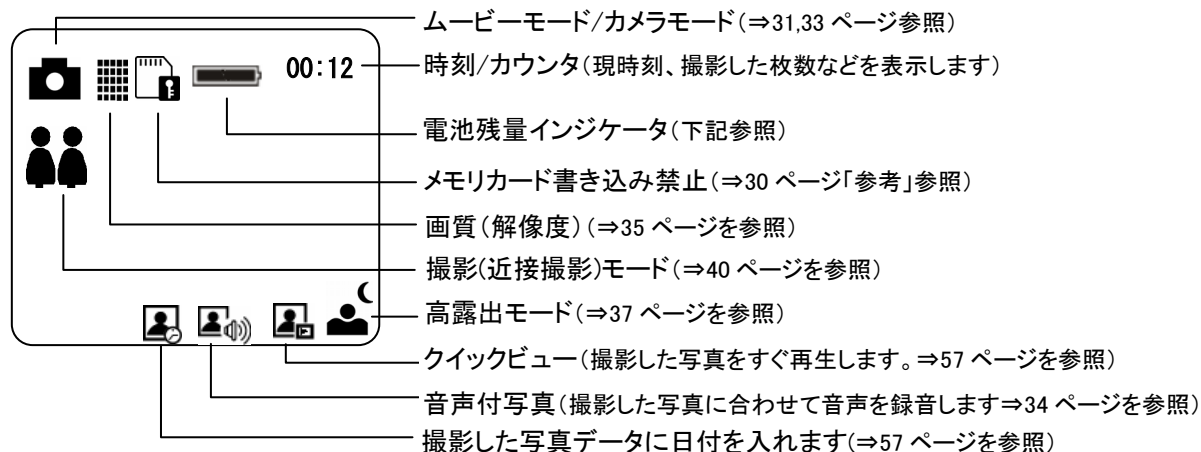 ムービーモード/カメラモード(⇒31,33 ページ参照)
00:12
時刻/カウンタ(現時刻、撮影した枚数などを表示します)
電池残量インジケータ(下記参照)
メモリカード書き込み禁止(⇒30 ページ「参考」参照)
画質(解像度)(⇒35 ページを参照)
撮影(近接撮影)モード(⇒40 ページを参照)
高露出モード(⇒37 ページを参照)
クイックビュー(撮影した写真をすぐ再生します。⇒57 ページを参照)
音声付写真(撮影した写真に合わせて音声を録音します⇒34 ページを参照)
撮影した写真データに日付を入れます(⇒57 ページを参照)